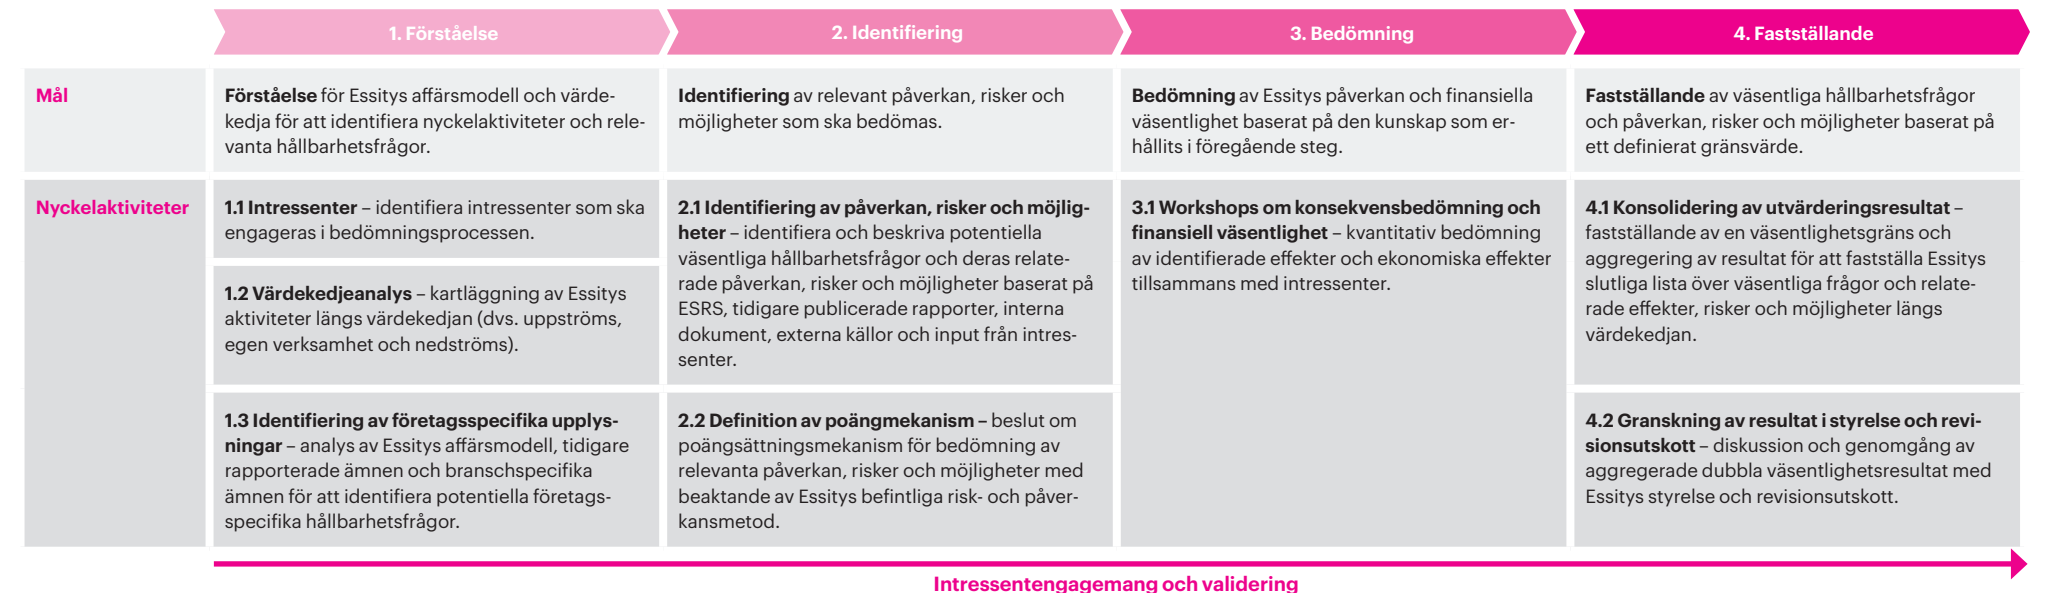 1. Förståelse
2. Identifiering
3. Bedömning
4. Fastställande
Mål
Förståelse för Essitys affärsmodell och värde-
kedja för att identifiera nyckelaktiviteter och rele-
vanta hållbarhetsfrågor.
Identifiering av relevant påverkan, risker och
möjligheter som ska bedömas.
Bedömning av Essitys påverkan och finansiella
väsentlighet baserat på den kunskap som er-
hållits i föregående steg.
Fastställande av väsentliga hållbarhetsfrågor
och påverkan, risker och möjligheter baserat på
ett definierat gränsvärde.
Nyckelaktiviteter
1.1 Intressenter – identifiera intressenter som ska
engageras i bedömningsprocessen.
1.2 Värdekedjeanalys – kartläggning av Essitys
aktiviteter längs värdekedjan (dvs. uppströms,
egen verksamhet och nedströms).
1.3 Identifiering av företagsspecifika upplys-
ningar – analys av Essitys affärsmodell, tidigare
rapporterade ämnen och branschspecifika
ämnen för att identifiera potentiella företags-
specifika hållbarhetsfrågor.
2.1 Identifiering av påverkan, risker och möjlig-
heter – identifiera och beskriva potentiella
väsentliga hållbarhetsfrågor och deras relate-
rade påverkan, risker och möjligheter baserat på
ESRS, tidigare publicerade rapporter, interna
dokument, externa källor och input från intres-
senter.
2.2 Definition av poängmekanism – beslut om
poängsättningsmekanism för bedömning av
relevanta påverkan, risker och möjligheter med
beaktande av Essitys befintliga risk- och påver-
kansmetod.
3.1 Workshops om konsekvensbedömning och
finansiell väsentlighet – kvantitativ bedömning
av identifierade effekter och ekonomiska effekter
tillsammans med intressenter.
4.1 Konsolidering av utvärderingsresultat –
fastställande av en väsentlighetsgräns och
aggregering av resultat för att fastställa Essitys
slutliga lista över väsentliga frågor och relate-
rade effekter, risker och möjligheter längs
värdekedjan.
4.2 Granskning av resultat i styrelse och revi-
sionsutskott – diskussion och genomgång av
aggregerade dubbla väsentlighetsresultat med
Essitys styrelse och revisionsutskott.
Intressentengagemang och validering